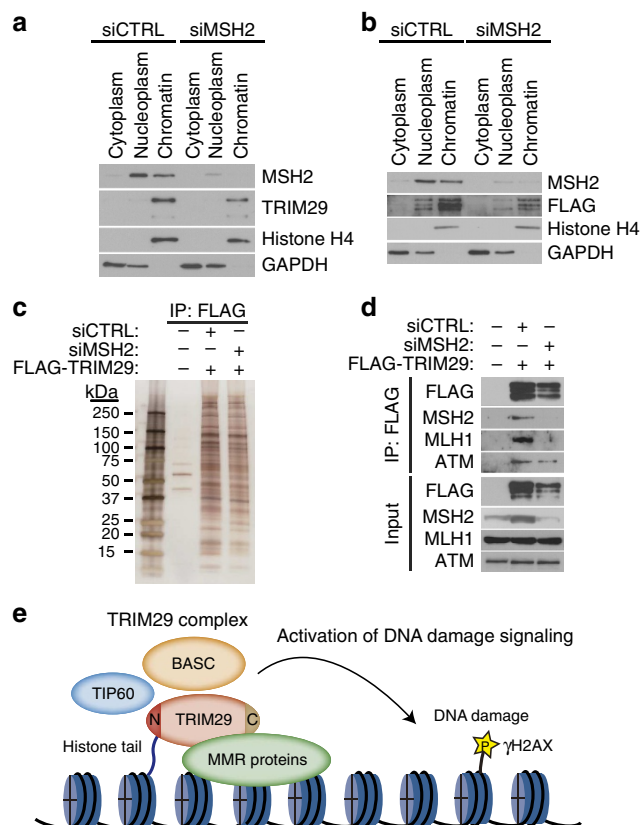 a
siCTRL siMSH2
Cytoplasm Nucleoplasm Chromatin Cytoplasm Nucleoplasm Chromatin
MSH2
TRIM29
Histone H4
GAPDH
b
siCTRL siMSH2
Cytoplasm Nucleoplasm Chromatin Cytoplasm Nucleoplasm Chromatin
MSH2
FLAG
Histone H4
GAPDH
c
IP: FLAG
siCTRL: – + –
siMSH2: – – +
FLAG-TRIM29: – + +
kDa
250
150
100
75
50
37
25
20
15
d
siCTRL: – + –
siMSH2: – – +
FLAG-TRIM29: – + +
IP: FLAG
FLAG
MSH2
MLH1
ATM
Input
FLAG
MSH2
MLH1
ATM
e
TRIM29 complex
Activation of DNA damage signaling
BASC
TIP60
N TRIM29 C
DNA damage
Histone tail
P γH2AX
MMR proteins